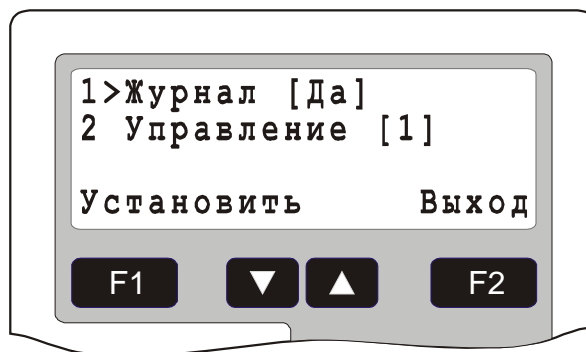 1>Журнал [Да]
2 Управление [1]
Установить Выход
F1 ▼ ▲ F2